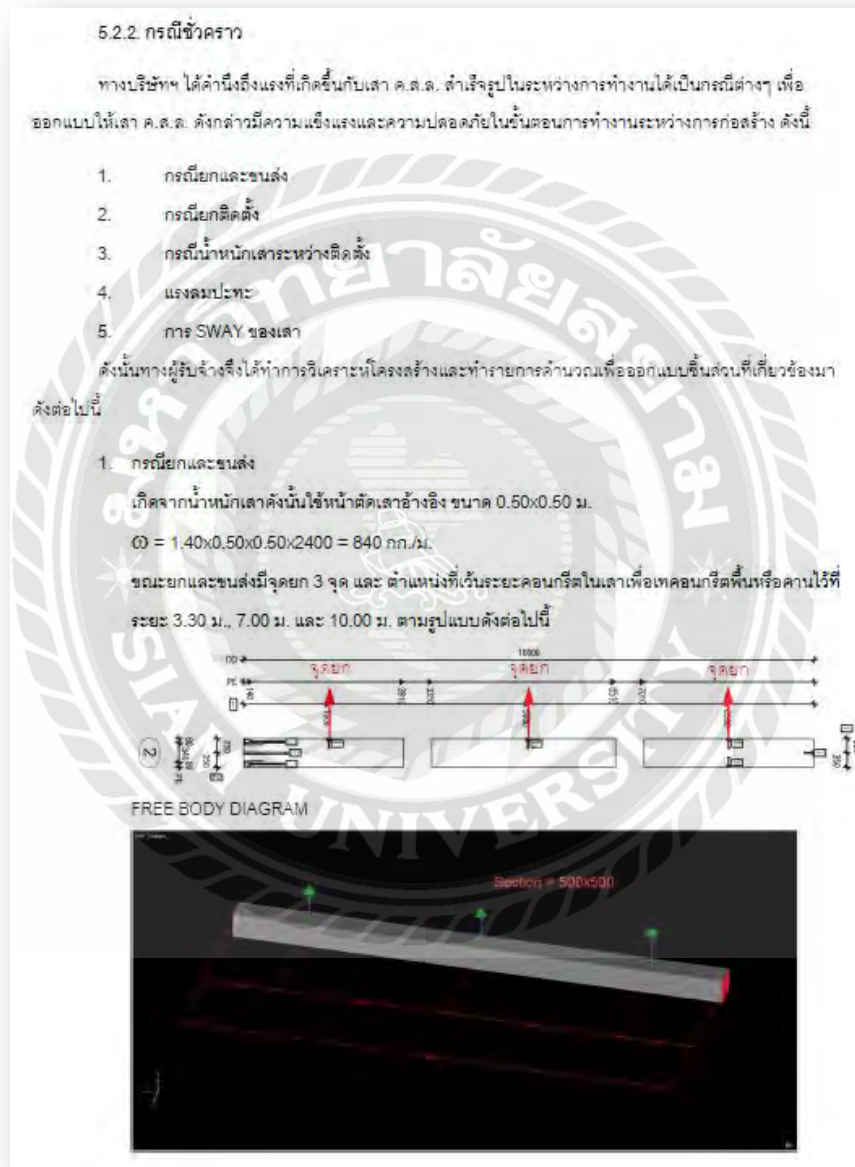 5.2.2. กรณีชั่วคราว
ทางบริษัทฯ ได้คำนึงถึงแรงที่เกิดขึ้นกับเสา ค.ส.ล. สำเร็จรูปในระหว่างการทำงานได้เป็นกรณีต่างๆ เพื่อ
ออกแบบให้เสา ค.ส.ล. ดังกล่าวมีความแข็งแรงและความปลอดภัยในขั้นตอนการทำงานระหว่างการก่อสร้าง ดังนี้
1. กรณียกและขนส่ง
2. กรณียกติดตั้ง
3. กรณีน้ำหนักเสาระหว่างติดตั้ง
4. แรงลมปะทะ
5. การ SWAY ของเสา
ดังนั้นทางผู้รับจ้างจึงได้ทำการวิเคราะห์โครงสร้างและทำรายการคำนวณเพื่อออกแบบชิ้นส่วนที่เกี่ยวข้องมา
ดังต่อไปนี้
1. กรณียกและขนส่ง
เกิดจากน้ำหนักเสาดังนั้นใช้หน้าตัดเสาอ้างอิง ขนาด 0.50x0.50 ม.
ω = 1.40x0.50x0.50x2400 = 840 กก./ม.
ขณะยกและขนส่งมีจุดยก 3 จุด และ ตำแหน่งที่เว้นระยะคอนกรีตในเสาเพื่อเทคอนกรีตพื้นหรือคานไว้ที่
ระยะ 3.30 ม., 7.00 ม. และ 10.00 ม. ตามรูปแบบดังต่อไปนี้
จุดยก จุดยก จุดยก
2
FREE BODY DIAGRAM
Section = 500x500
มหาวิทยาลัยสยาม
SIAM UNIVERSITY